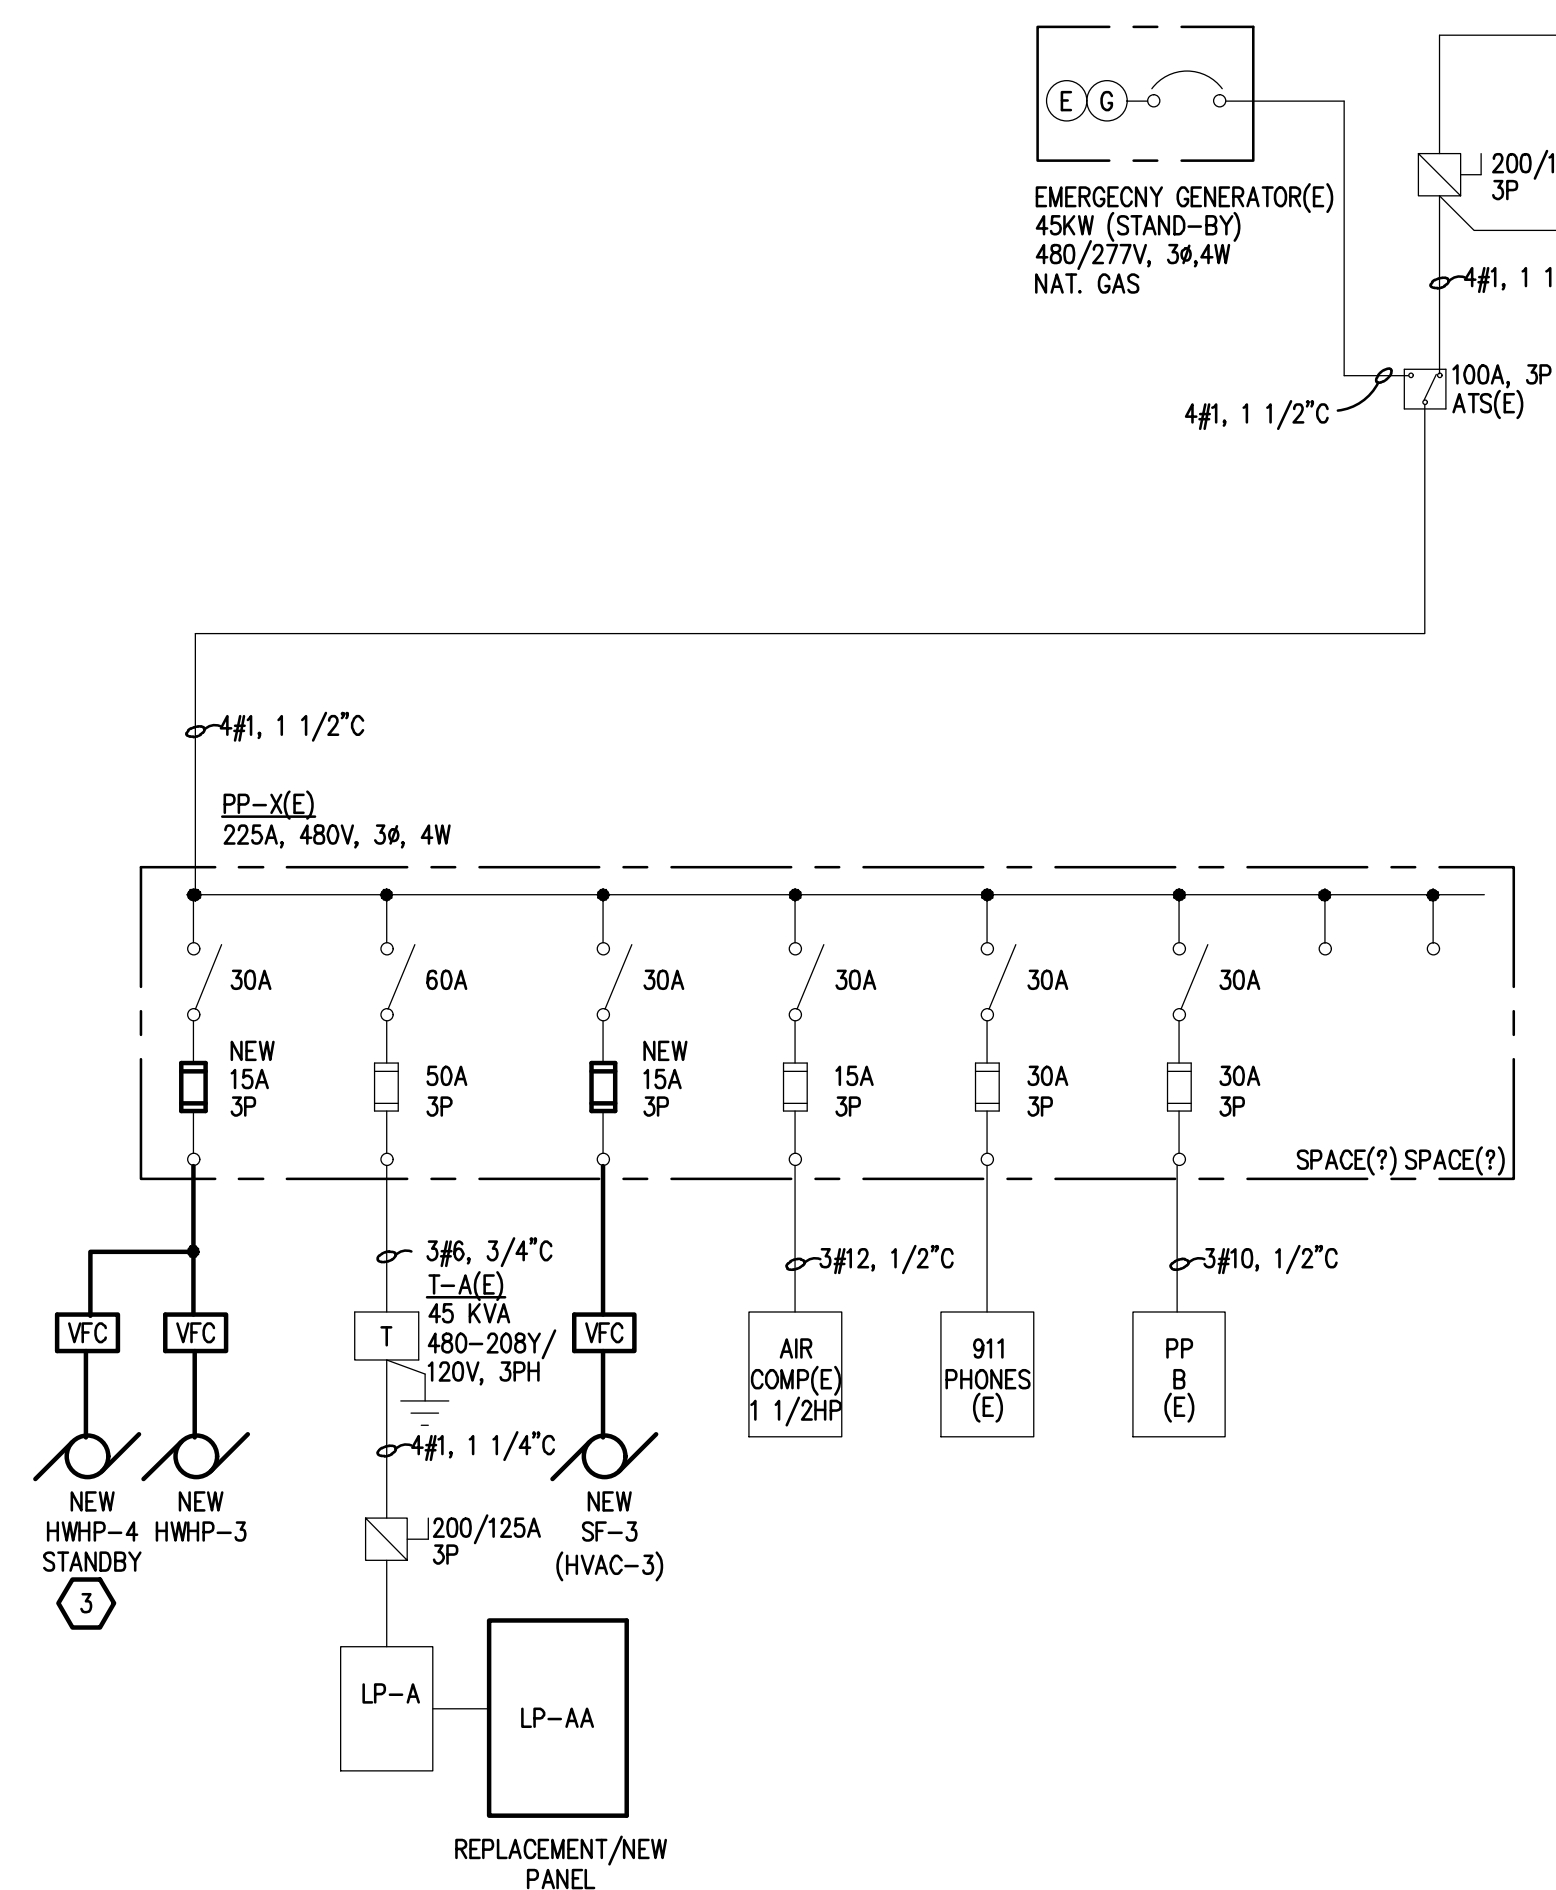 E G
EMERGECNY GENERATOR(E)
45KW (STAND-BY)
480/277V, 3ø,4W
NAT. GAS
200/1
3P
4#1, 1 1
100A, 3P
ATS(E)
4#1, 1 1/2"C
4#1, 1 1/2"C
PP-X(E)
225A, 480V, 3ø, 4W
30A
60A
30A
30A
30A
30A
NEW
15A
3P
50A
3P
NEW
15A
3P
15A
3P
30A
3P
30A
3P
SPACE(?) SPACE(?)
3#6, 3/4"C
T-A(E)
45 KVA
480-208Y/
120V, 3PH
3#12, 1/2"C
3#10, 1/2"C
VFC
VFC
T
VFC
AIR
COMP(E)
1 1/2HP
911
PHONES
(E)
PP
B
(E)
4#1, 1 1/4"C
NEW
HWHP-4
STANDBY
3
NEW
HWHP-3
200/125A
3P
NEW
SF-3
(HVAC-3)
LP-A
LP-AA
REPLACEMENT/NEW
PANEL